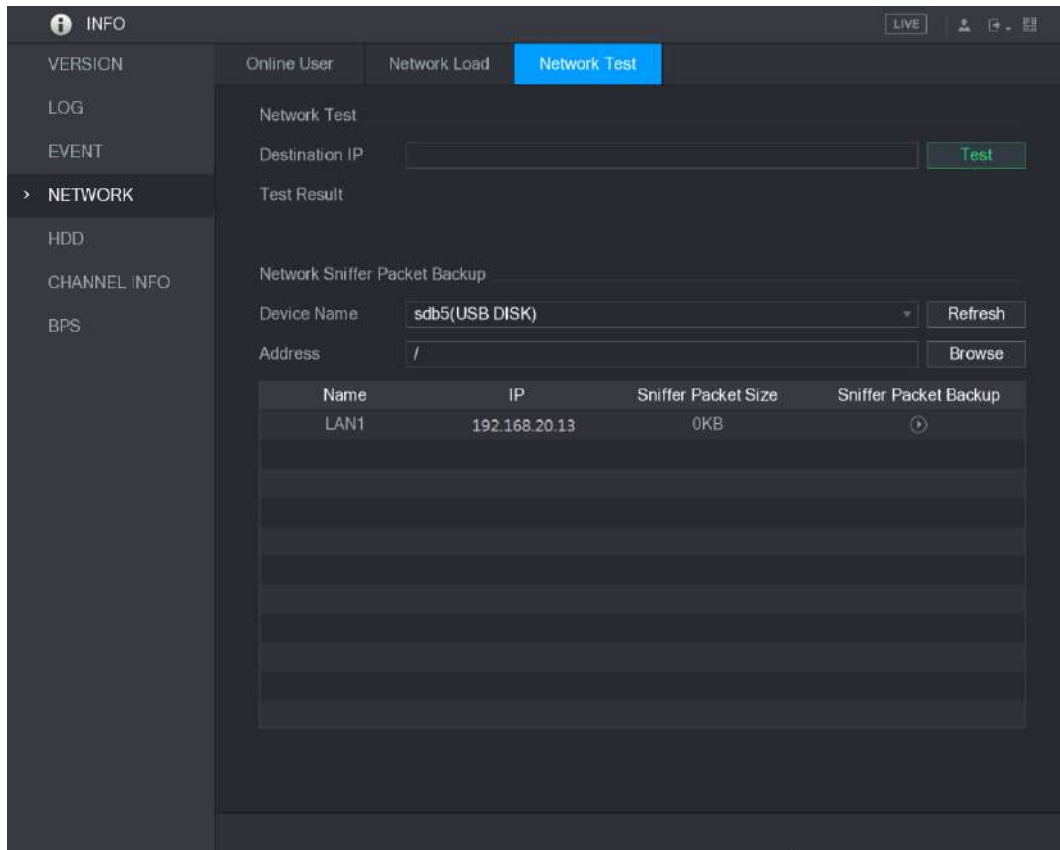 INFO
LIVE
VERSION
LOG
EVENT
NETWORK
HDD
CHANNEL INFO
BPS
Online User Network Load Network Test
Network Test
Destination IP Test
Test Result
Network Sniffer Packet Backup
Device Name sdb5(USB DISK) Refresh
Address / Browse
Name IP Sniffer Packet Size Sniffer Packet Backup
LAN1 192.168.20.13 0KB